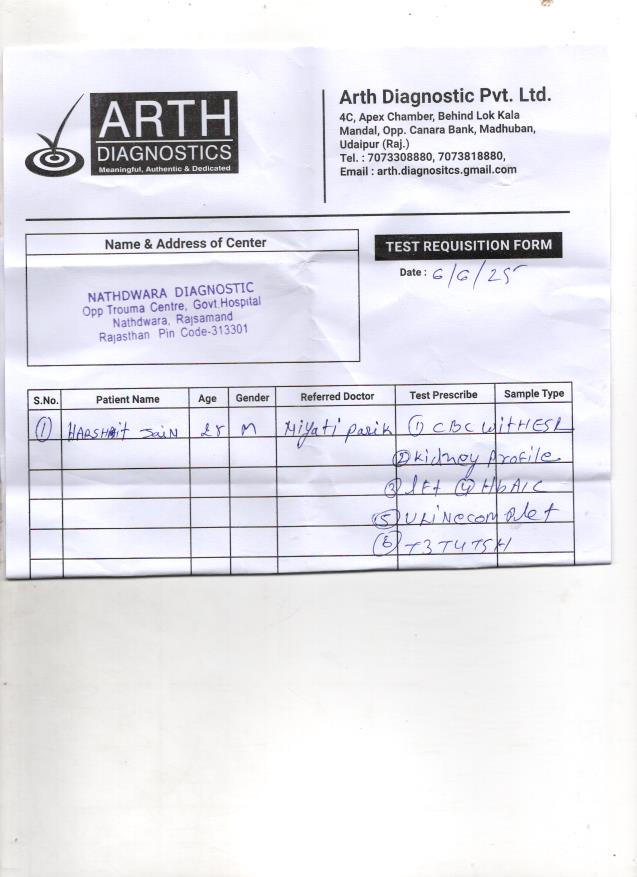 ARTH
DIAGNOSTICS
Meaningful, Authentic & Dedicated
Arth Diagnostic Pvt. Ltd.
4C, Apex Chamber, Behind Lok Kala
Mandal, Opp. Canara Bank, Madhuban,
Udaipur (Raj.)
Tel. : 7073308880, 7073818880,
Email : arth.diagnositcs.gmail.com
Name & Address of Center
NATHDWARA DIAGNOSTIC
Opp Trouma Centre, Govt.Hospital
Nathdwara, Rajsamand
Rajasthan Pin Code-313301
TEST REQUISITION FORM
Date : 6/6/25
S.No. Patient Name Age Gender Referred Doctor Test Prescribe Sample Type
1 HARSHit Jain M Parik 1 CBC WitH ESR
2 Kidney Profile
3 lft 4 HbA1C
5 URiNe complet
6 T3 T4 TSH